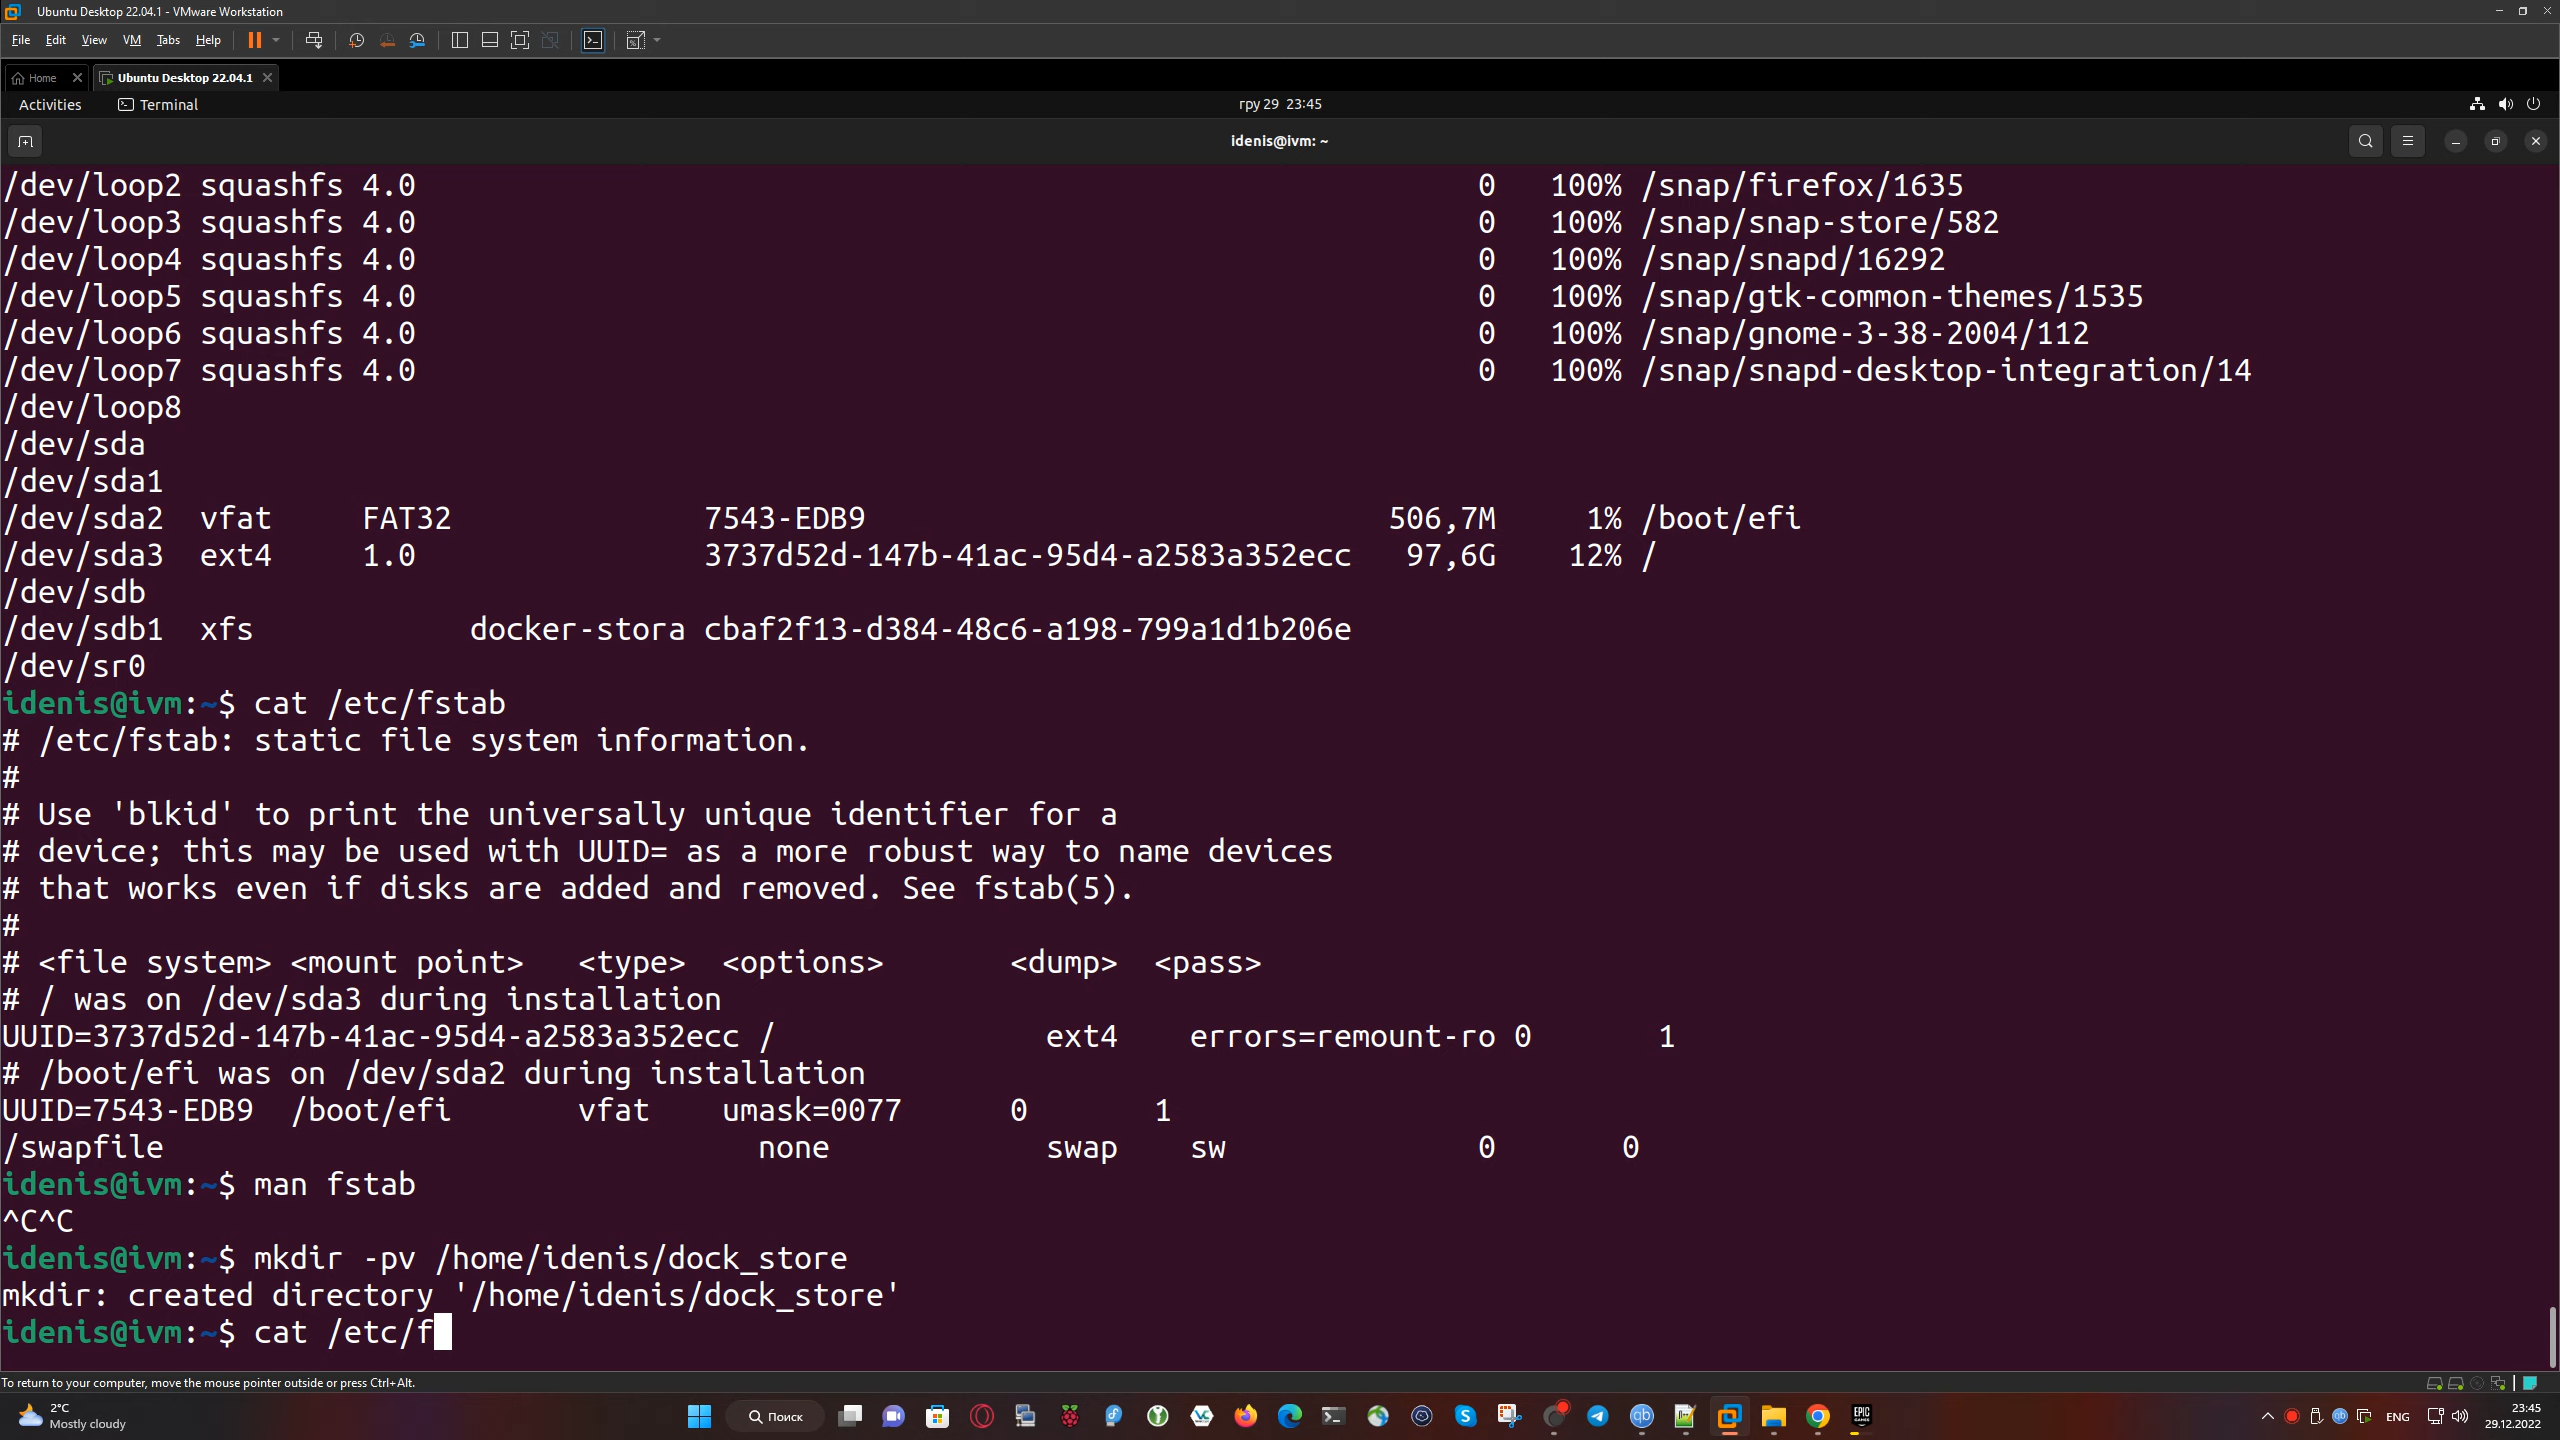 Ubuntu Desktop 22.04.1 - VMware Workstation
File Edit View VM Tabs Help
Home Ubuntu Desktop 22.04.1
Activities Terminal гру 29 23:45
idenis@ivm: ~
/dev/loop2 squashfs 4.0 0 100% /snap/firefox/1635
/dev/loop3 squashfs 4.0 0 100% /snap/snap-store/582
/dev/loop4 squashfs 4.0 0 100% /snap/snapd/16292
/dev/loop5 squashfs 4.0 0 100% /snap/gtk-common-themes/1535
/dev/loop6 squashfs 4.0 0 100% /snap/gnome-3-38-2004/112
/dev/loop7 squashfs 4.0 0 100% /snap/snapd-desktop-integration/14
/dev/loop8
/dev/sda
/dev/sda1
/dev/sda2 vfat FAT32 7543-EDB9 506,7M 1% /boot/efi
/dev/sda3 ext4 1.0 3737d52d-147b-41ac-95d4-a2583a352ecc 97,6G 12% /
/dev/sdb
/dev/sdb1 xfs docker-stora cbaf2f13-d384-48c6-a198-799a1d1b206e
/dev/sr0
idenis@ivm:~$ cat /etc/fstab
# /etc/fstab: static file system information.
#
# Use 'blkid' to print the universally unique identifier for a
# device; this may be used with UUID= as a more robust way to name devices
# that works even if disks are added and removed. See fstab(5).
#
# <file system> <mount point> <type> <options> <dump> <pass>
# / was on /dev/sda3 during installation
UUID=3737d52d-147b-41ac-95d4-a2583a352ecc / ext4 errors=remount-ro 0 1
# /boot/efi was on /dev/sda2 during installation
UUID=7543-EDB9 /boot/efi vfat umask=0077 0 1
/swapfile none swap sw 0 0
idenis@ivm:~$ man fstab
^C^C
idenis@ivm:~$ mkdir -pv /home/idenis/dock_store
mkdir: created directory '/home/idenis/dock_store'
idenis@ivm:~$ cat /etc/f
To return to your computer, move the mouse pointer outside or press Ctrl+Alt.
2°C
Mostly cloudy
Поиск
EPIC GAMES
ENG
23:45
29.12.2022